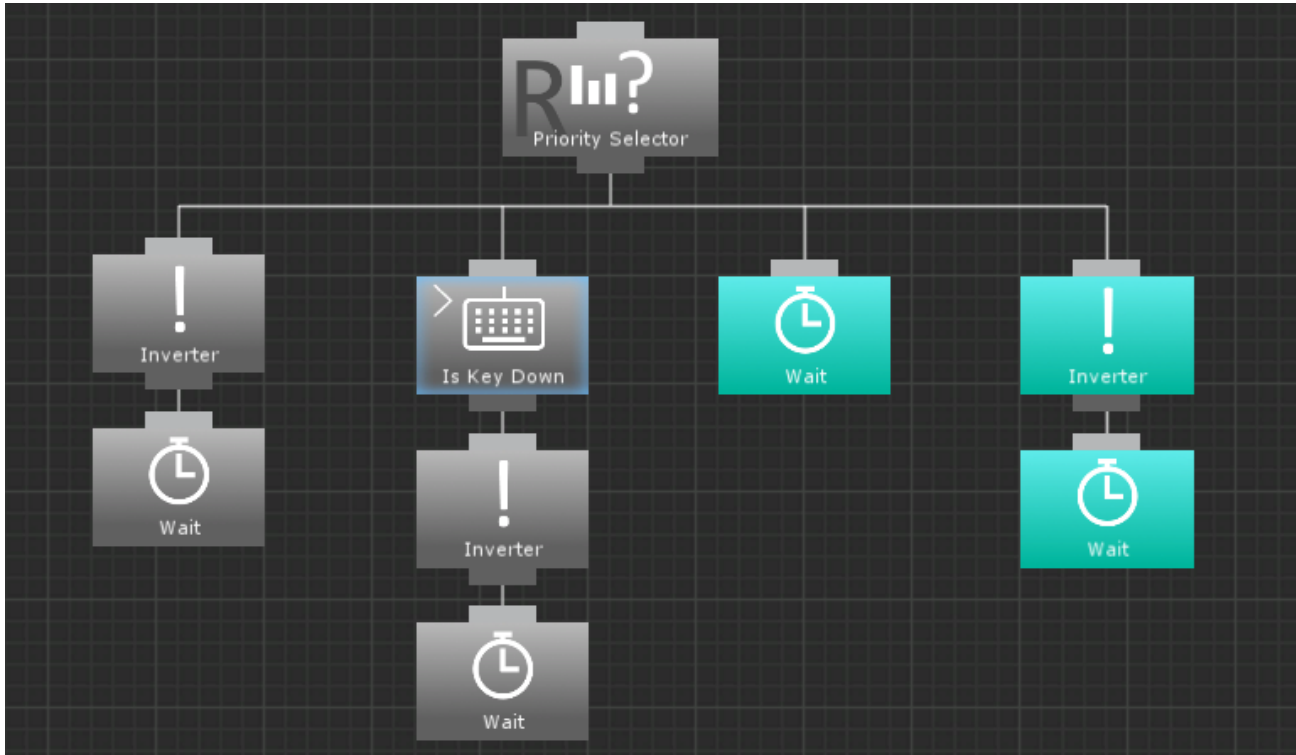 R
Priority Selector
Inverter
Is Key Down
Wait
Inverter
Wait
Inverter
Wait
Wait